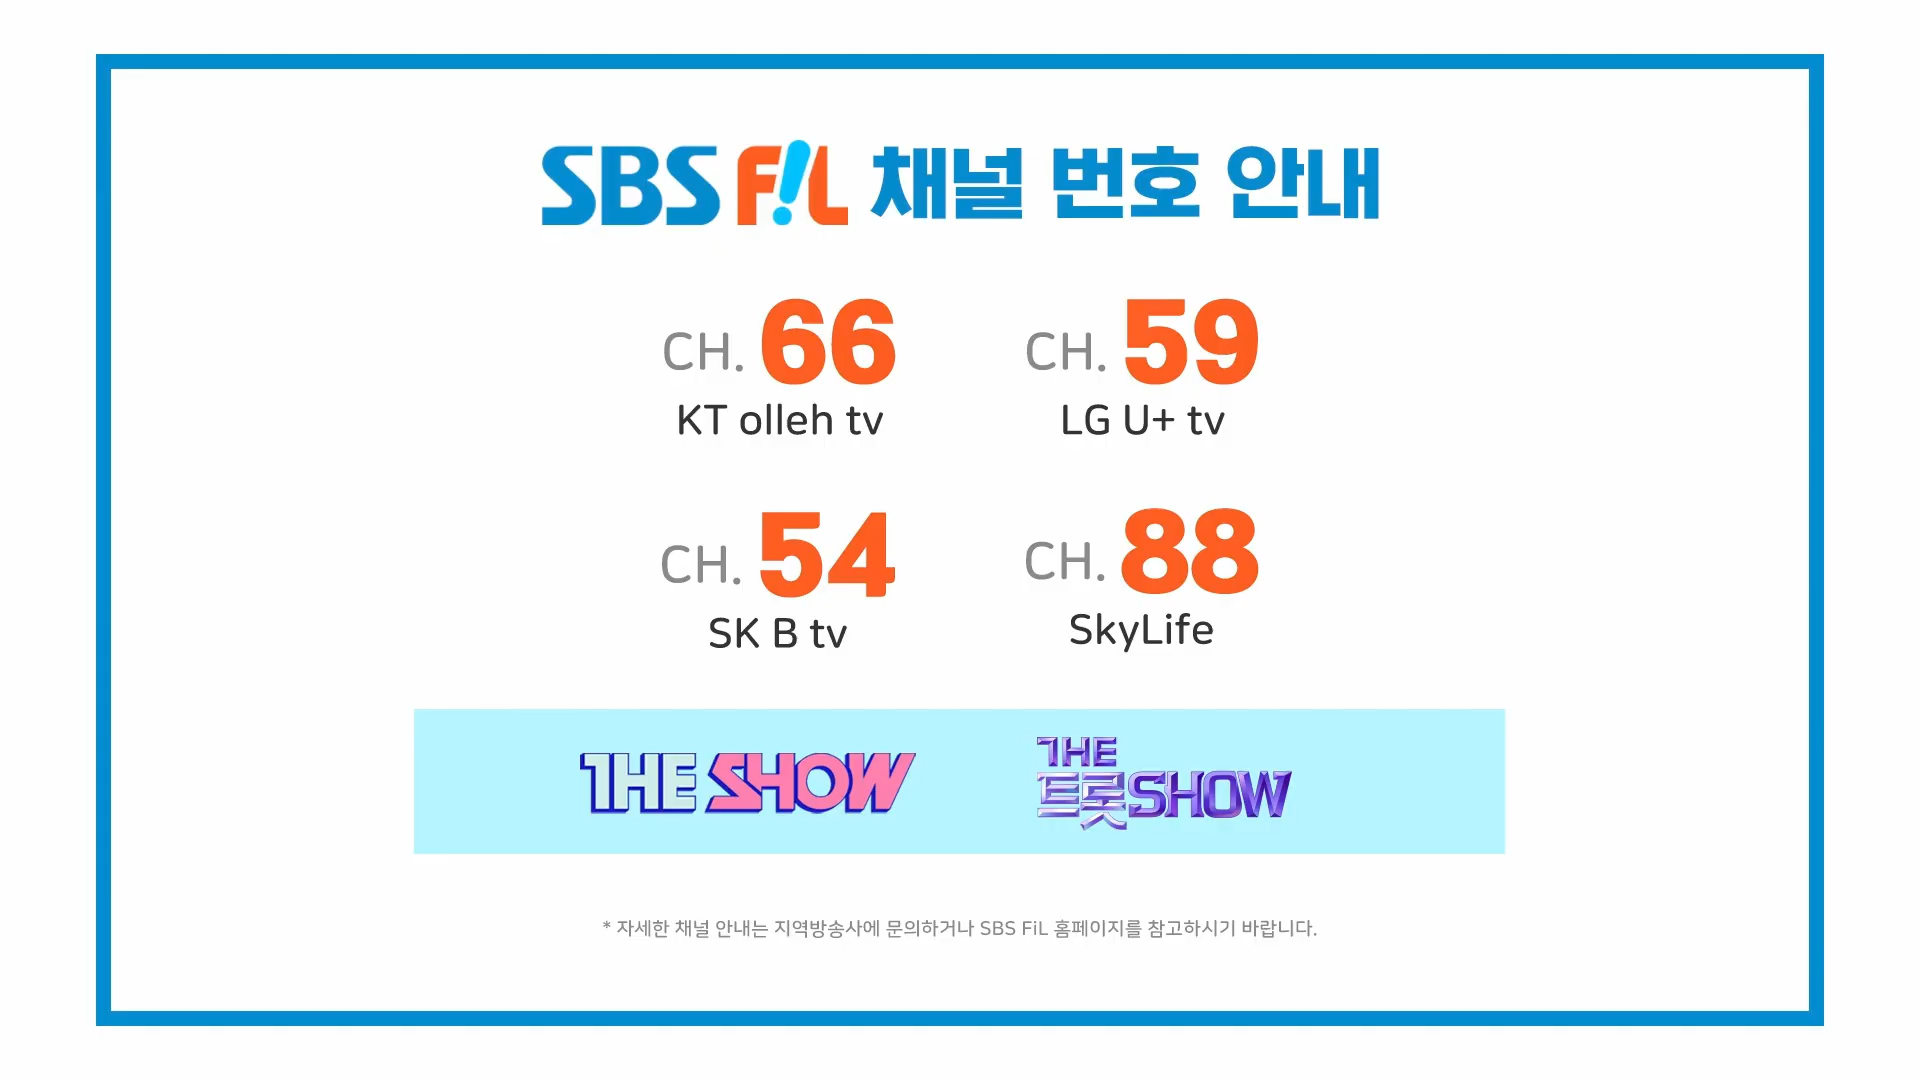 SBS FiL 채널 번호 안내
CH. 66
KT olleh tv
CH. 59
LG U+ tv
CH. 54
SK B tv
CH. 88
SkyLife
THE SHOW
THE
트롯SHOW
* 자세한 채널 안내는 지역방송사에 문의하거나 SBS FiL 홈페이지를 참고하시기 바랍니다.